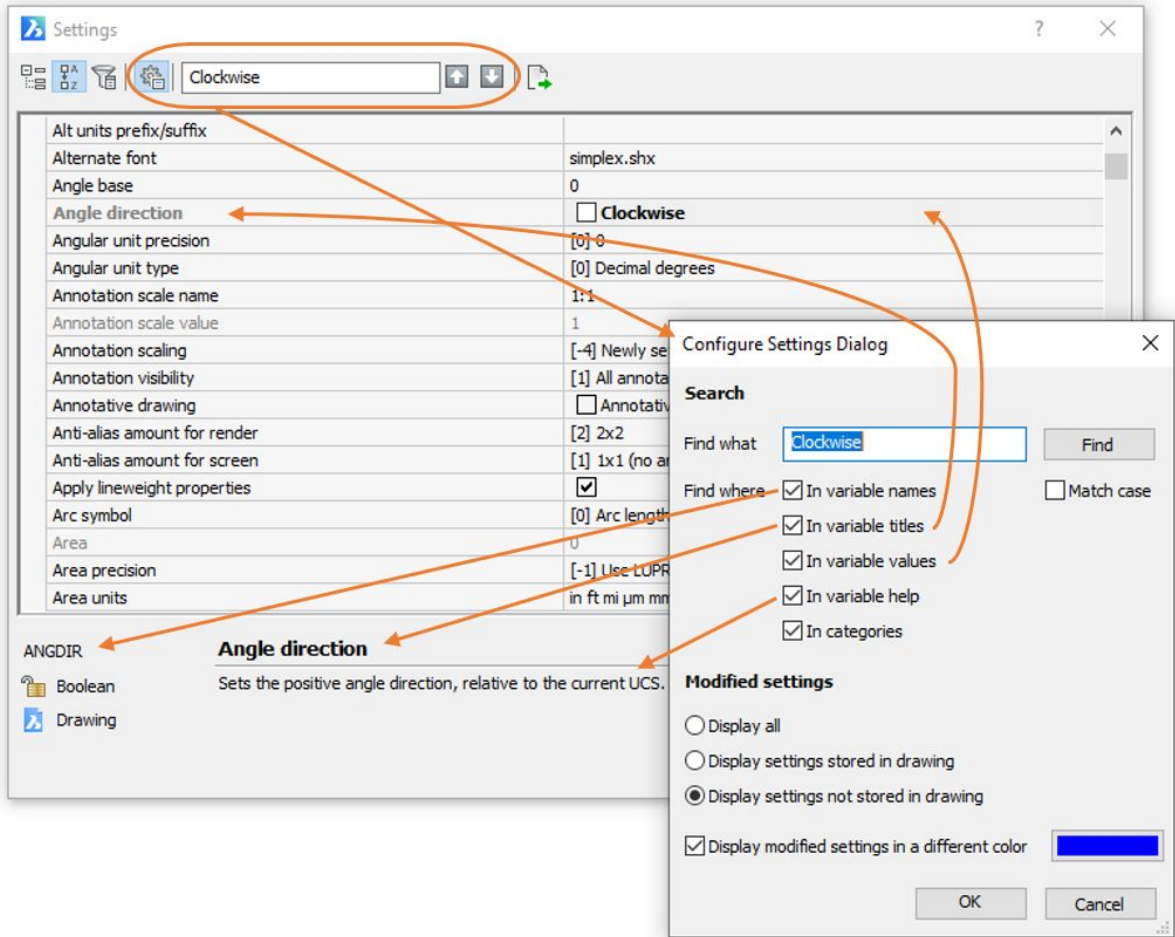 Settings
?
Clockwise
Alt units prefix/suffix
Alternate font simplex.shx
Angle base 0
Angle direction Clockwise
Angular unit precision [0] 0
Angular unit type [0] Decimal degrees
Annotation scale name 1:1
Annotation scale value 1
Annotation scaling [-4] Newly se
Annotation visibility [1] All annota
Annotative drawing Annotativ
Anti-alias amount for render [2] 2x2
Anti-alias amount for screen [1] 1x1 (no an
Apply lineweight properties
Arc symbol [0] Arc length
Area 0
Area precision [-1] Use LUPR
Area units in ft mi µm mm
ANGDIR
Boolean
Drawing
Angle direction
Sets the positive angle direction, relative to the current UCS.
Configure Settings Dialog
Search
Find what Clockwise Find
Find where In variable names Match case
In variable titles
In variable values
In variable help
In categories
Modified settings
Display all
Display settings stored in drawing
Display settings not stored in drawing
Display modified settings in a different color
OK Cancel